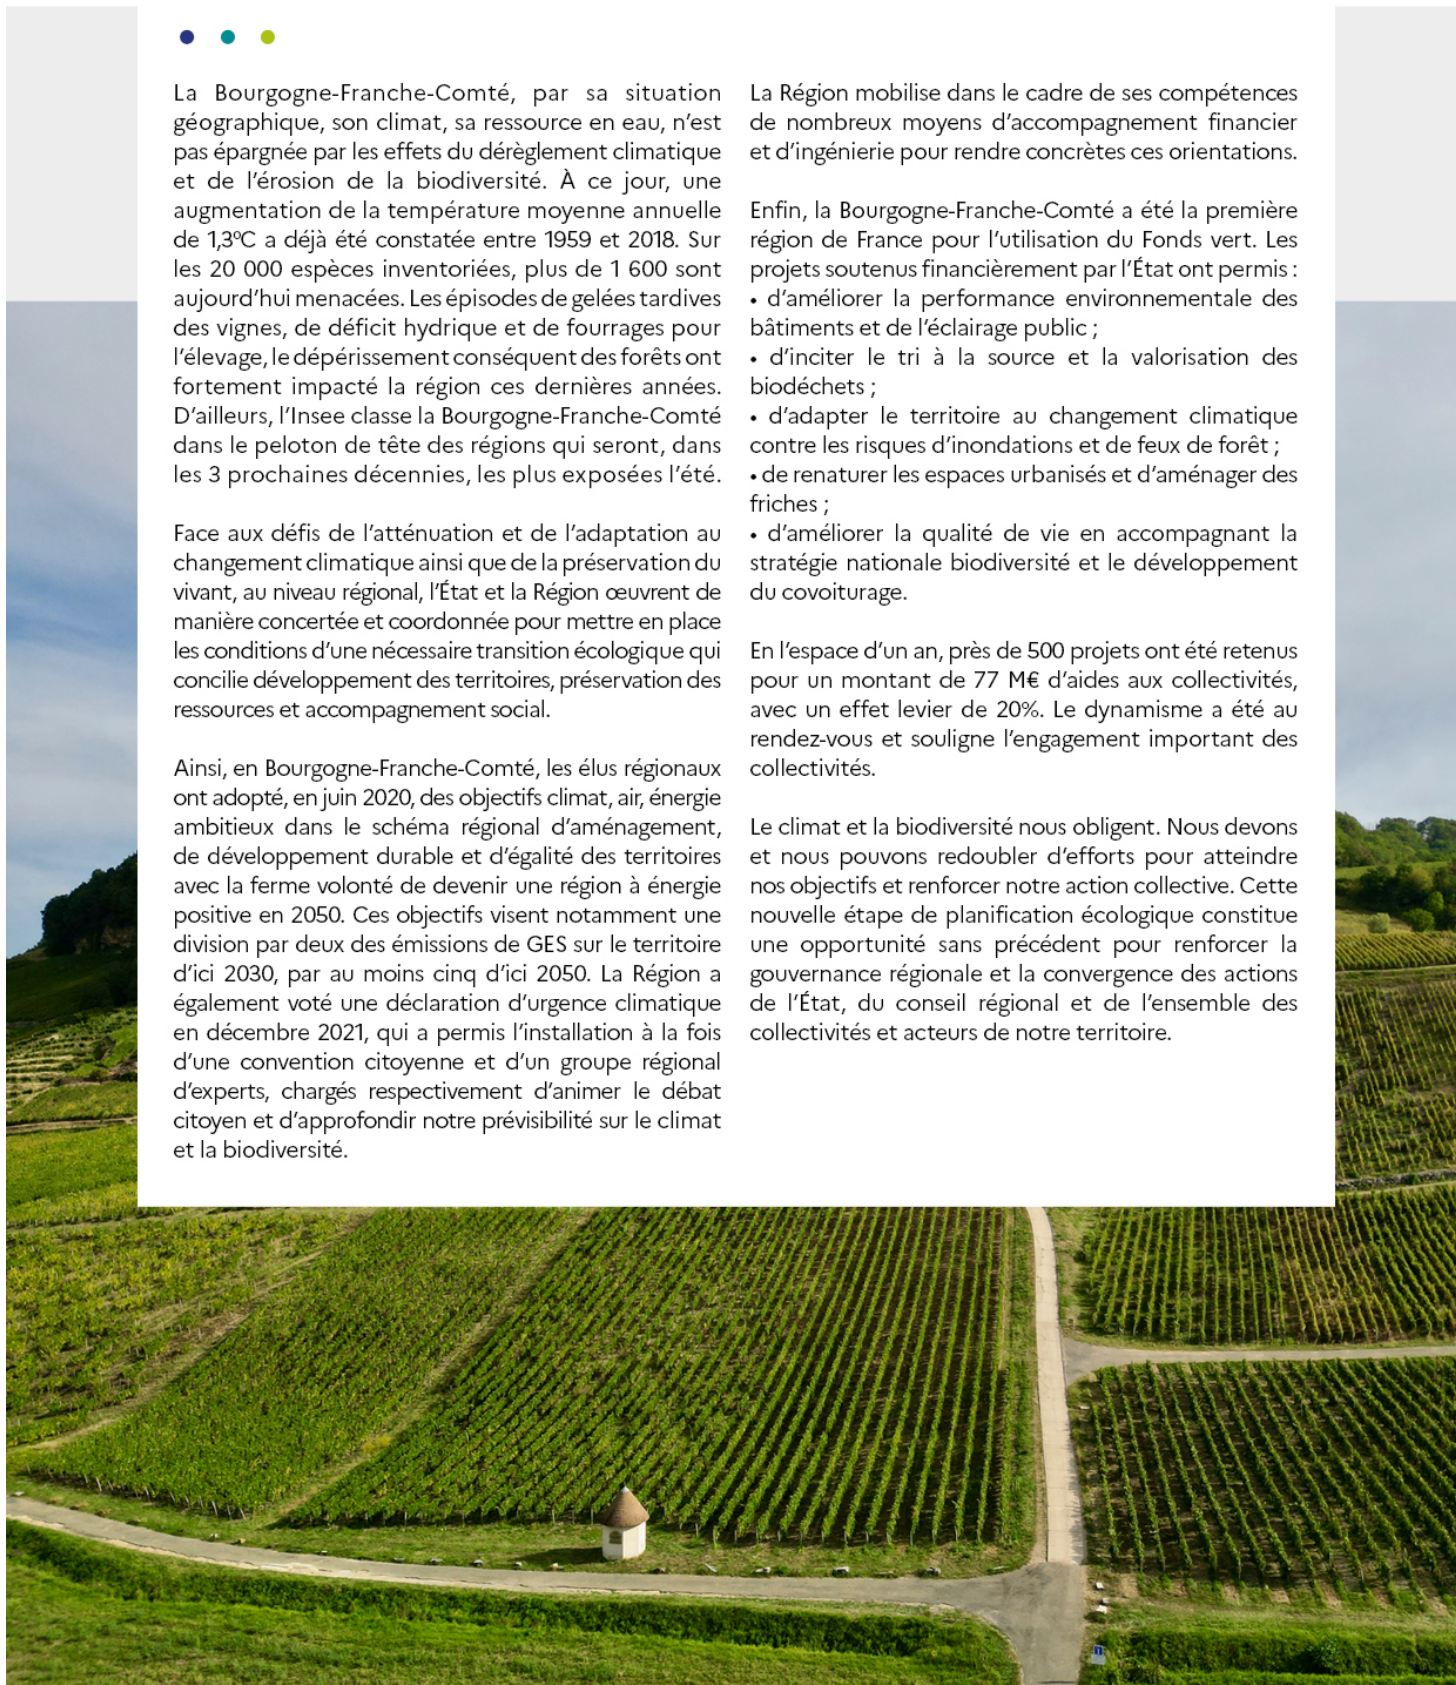 La Bourgogne-Franche-Comté, par sa situation
géographique, son climat, sa ressource en eau, n’est
pas épargnée par les effets du dérèglement climatique
et de l’érosion de la biodiversité. À ce jour, une
augmentation de la température moyenne annuelle
de 1,3°C a déjà été constatée entre 1959 et 2018. Sur
les 20 000 espèces inventoriées, plus de 1 600 sont
aujourd’hui menacées. Les épisodes de gelées tardives
des vignes, de déficit hydrique et de fourrages pour
l’élevage, le dépérissement conséquent des forêts ont
fortement impacté la région ces dernières années.
D’ailleurs, l’Insee classe la Bourgogne-Franche-Comté
dans le peloton de tête des régions qui seront, dans
les 3 prochaines décennies, les plus exposées l’été.
Face aux défis de l’atténuation et de l’adaptation au
changement climatique ainsi que de la préservation du
vivant, au niveau régional, l’État et la Région œuvrent de
manière concertée et coordonnée pour mettre en place
les conditions d’une nécessaire transition écologique qui
concilie développement des territoires, préservation des
ressources et accompagnement social.
Ainsi, en Bourgogne-Franche-Comté, les élus régionaux
ont adopté, en juin 2020, des objectifs climat, air, énergie
ambitieux dans le schéma régional d’aménagement,
de développement durable et d’égalité des territoires
avec la ferme volonté de devenir une région à énergie
positive en 2050. Ces objectifs visent notamment une
division par deux des émissions de GES sur le territoire
d’ici 2030, par au moins cinq d’ici 2050. La Région a
également voté une déclaration d’urgence climatique
en décembre 2021, qui a permis l’installation à la fois
d’une convention citoyenne et d’un groupe régional
d’experts, chargés respectivement d’animer le débat
citoyen et d’approfondir notre prévisibilité sur le climat
et la biodiversité.
La Région mobilise dans le cadre de ses compétences
de nombreux moyens d’accompagnement financier
et d’ingénierie pour rendre concrètes ces orientations.
Enfin, la Bourgogne-Franche-Comté a été la première
région de France pour l’utilisation du Fonds vert. Les
projets soutenus financièrement par l’État ont permis :
• d’améliorer la performance environnementale des
bâtiments et de l’éclairage public ;
• d’inciter le tri à la source et la valorisation des
biodéchets ;
• d’adapter le territoire au changement climatique
contre les risques d’inondations et de feux de forêt ;
• de renaturer les espaces urbanisés et d’aménager des
friches ;
• d’améliorer la qualité de vie en accompagnant la
stratégie nationale biodiversité et le développement
du covoiturage.
En l’espace d’un an, près de 500 projets ont été retenus
pour un montant de 77 M€ d’aides aux collectivités,
avec un effet levier de 20%. Le dynamisme a été au
rendez-vous et souligne l’engagement important des
collectivités.
Le climat et la biodiversité nous obligent. Nous devons
et nous pouvons redoubler d’efforts pour atteindre
nos objectifs et renforcer notre action collective. Cette
nouvelle étape de planification écologique constitue
une opportunité sans précédent pour renforcer la
gouvernance régionale et la convergence des actions
de l’État, du conseil régional et de l’ensemble des
collectivités et acteurs de notre territoire.